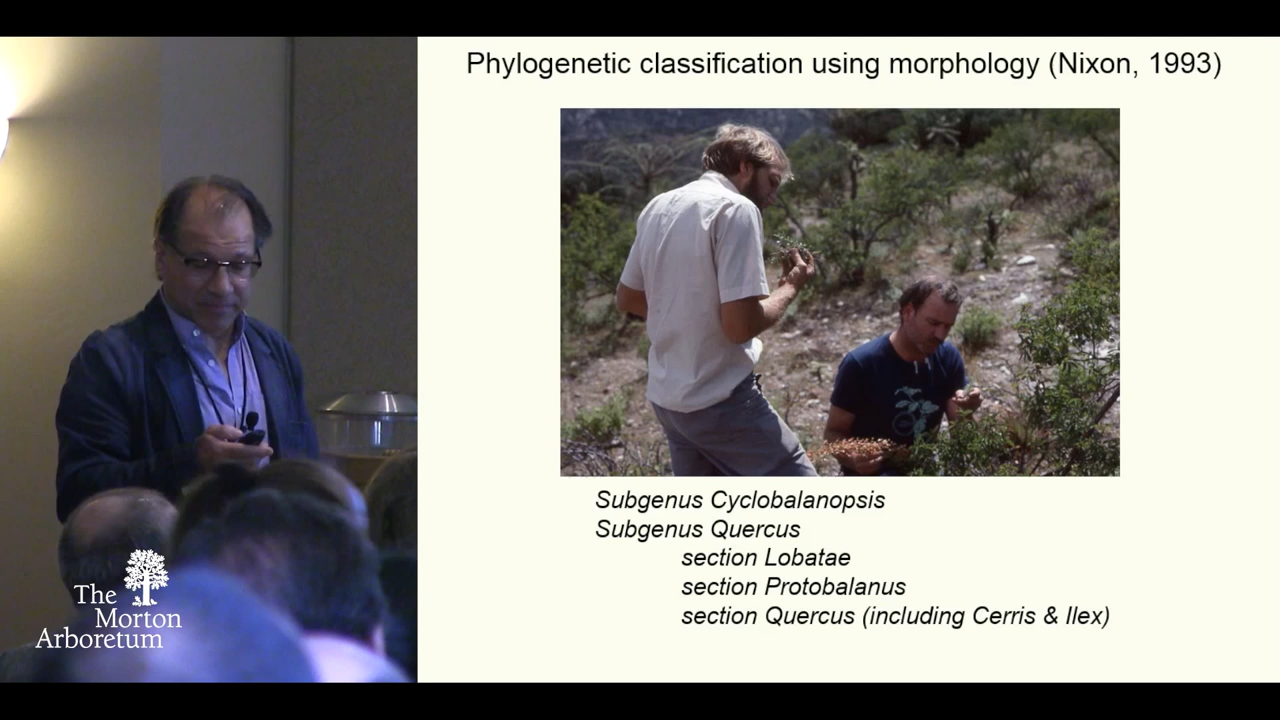 Phylogenetic classification using morphology (Nixon, 1993)
Subgenus Cyclobalanopsis
Subgenus Quercus
section Lobatae
section Protobalanus
section Quercus (including Cerris & Ilex)
The
Morton
Arboretum